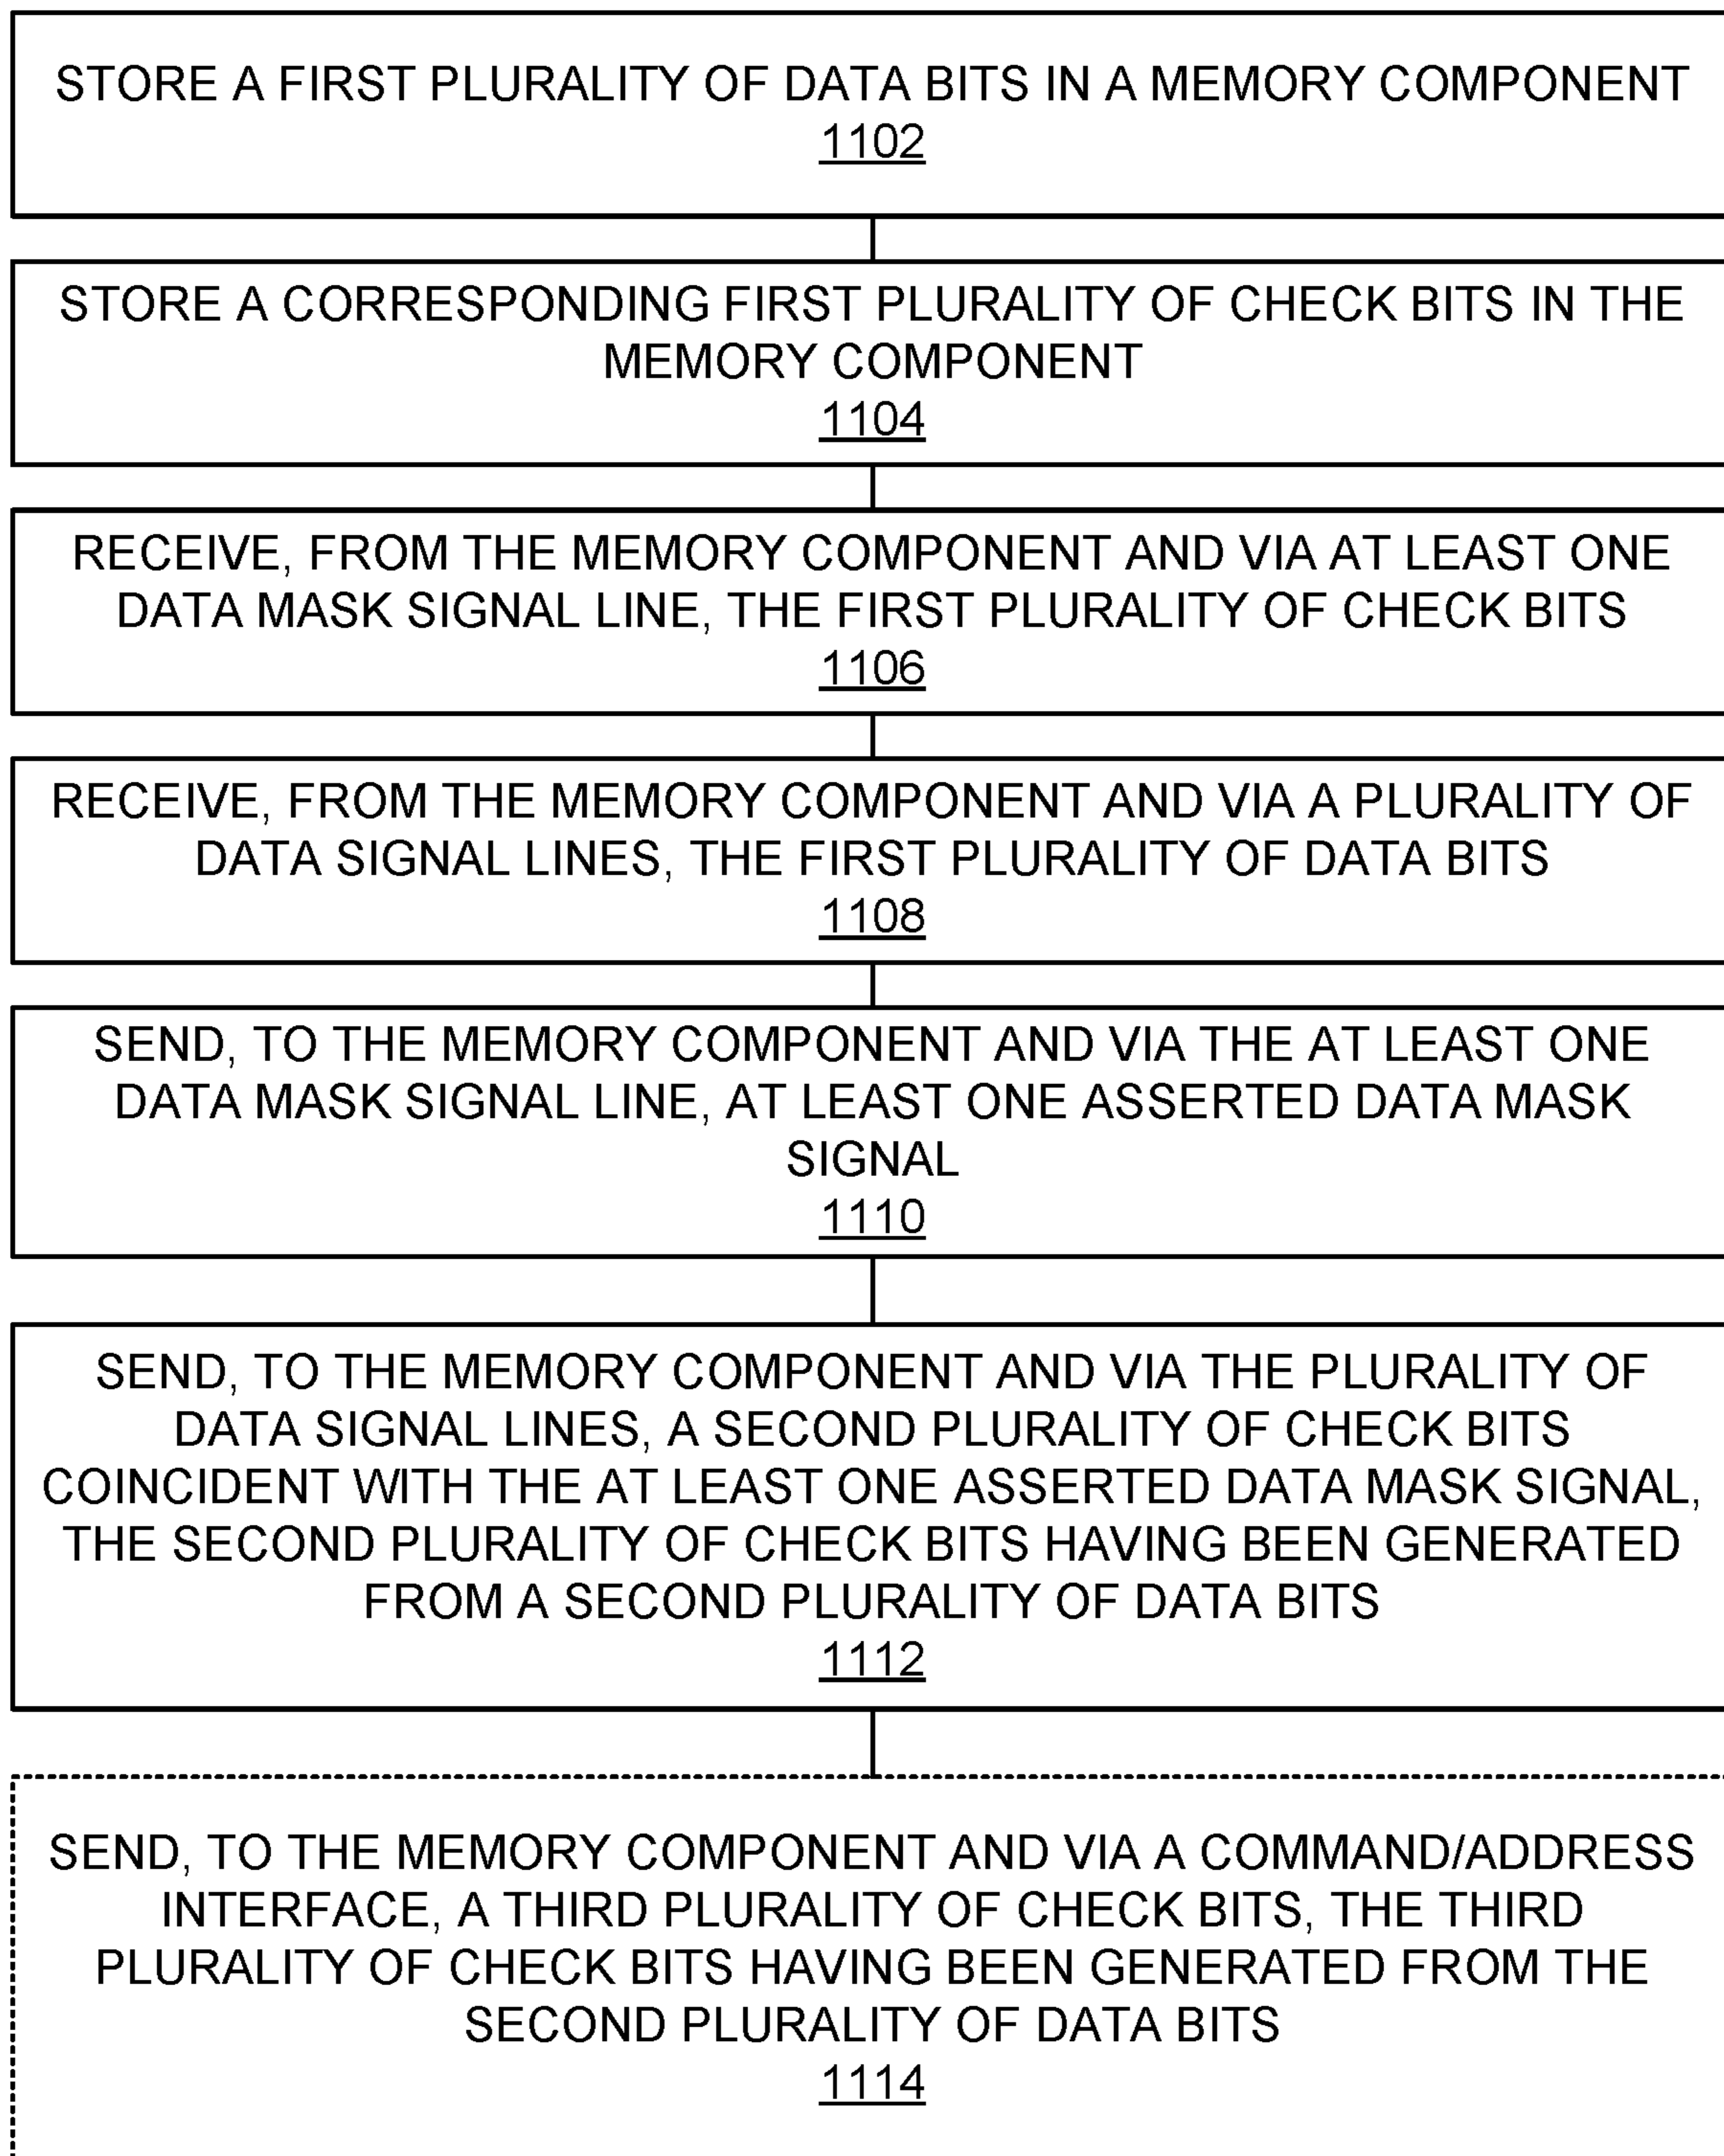 STORE A FIRST PLURALITY OF DATA BITS IN A MEMORY COMPONENT
1102
STORE A CORRESPONDING FIRST PLURALITY OF CHECK BITS IN THE
MEMORY COMPONENT
1104
RECEIVE, FROM THE MEMORY COMPONENT AND VIA AT LEAST ONE
DATA MASK SIGNAL LINE, THE FIRST PLURALITY OF CHECK BITS
1106
RECEIVE, FROM THE MEMORY COMPONENT AND VIA A PLURALITY OF
DATA SIGNAL LINES, THE FIRST PLURALITY OF DATA BITS
1108
SEND, TO THE MEMORY COMPONENT AND VIA THE AT LEAST ONE
DATA MASK SIGNAL LINE, AT LEAST ONE ASSERTED DATA MASK
SIGNAL
1110
SEND, TO THE MEMORY COMPONENT AND VIA THE PLURALITY OF
DATA SIGNAL LINES, A SECOND PLURALITY OF CHECK BITS
COINCIDENT WITH THE AT LEAST ONE ASSERTED DATA MASK SIGNAL,
THE SECOND PLURALITY OF CHECK BITS HAVING BEEN GENERATED
FROM A SECOND PLURALITY OF DATA BITS
1112
SEND, TO THE MEMORY COMPONENT AND VIA A COMMAND/ADDRESS
INTERFACE, A THIRD PLURALITY OF CHECK BITS, THE THIRD
PLURALITY OF CHECK BITS HAVING BEEN GENERATED FROM THE
SECOND PLURALITY OF DATA BITS
1114